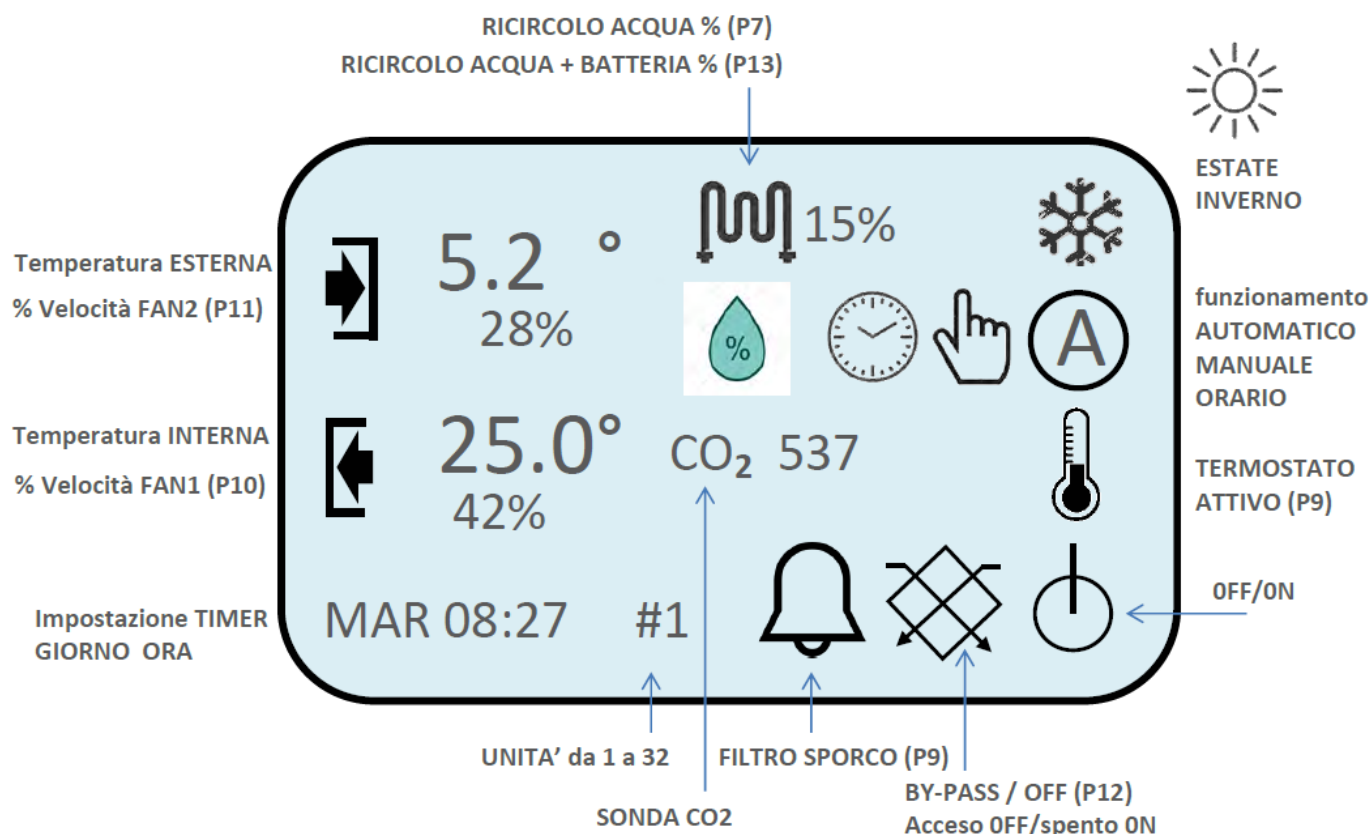 RICIRCOLO ACQUA % (P7)
RICIRCOLO ACQUA + BATTERIA % (P13)
ESTATE
INVERNO
15%
Temperatura ESTERNA
% Velocità FAN2 (P11)
5.2 °
28%
%
A
funzionamento
AUTOMATICO
MANUALE
ORARIO
Temperatura INTERNA
% Velocità FAN1 (P10)
25.0°
42%
CO2 537
TERMOSTATO
ATTIVO (P9)
Impostazione TIMER
GIORNO ORA
MAR 08:27 #1
0FF/0N
UNITA' da 1 a 32
FILTRO SPORCO (P9)
SONDA CO2
BY-PASS / OFF (P12)
Acceso 0FF/spento 0N